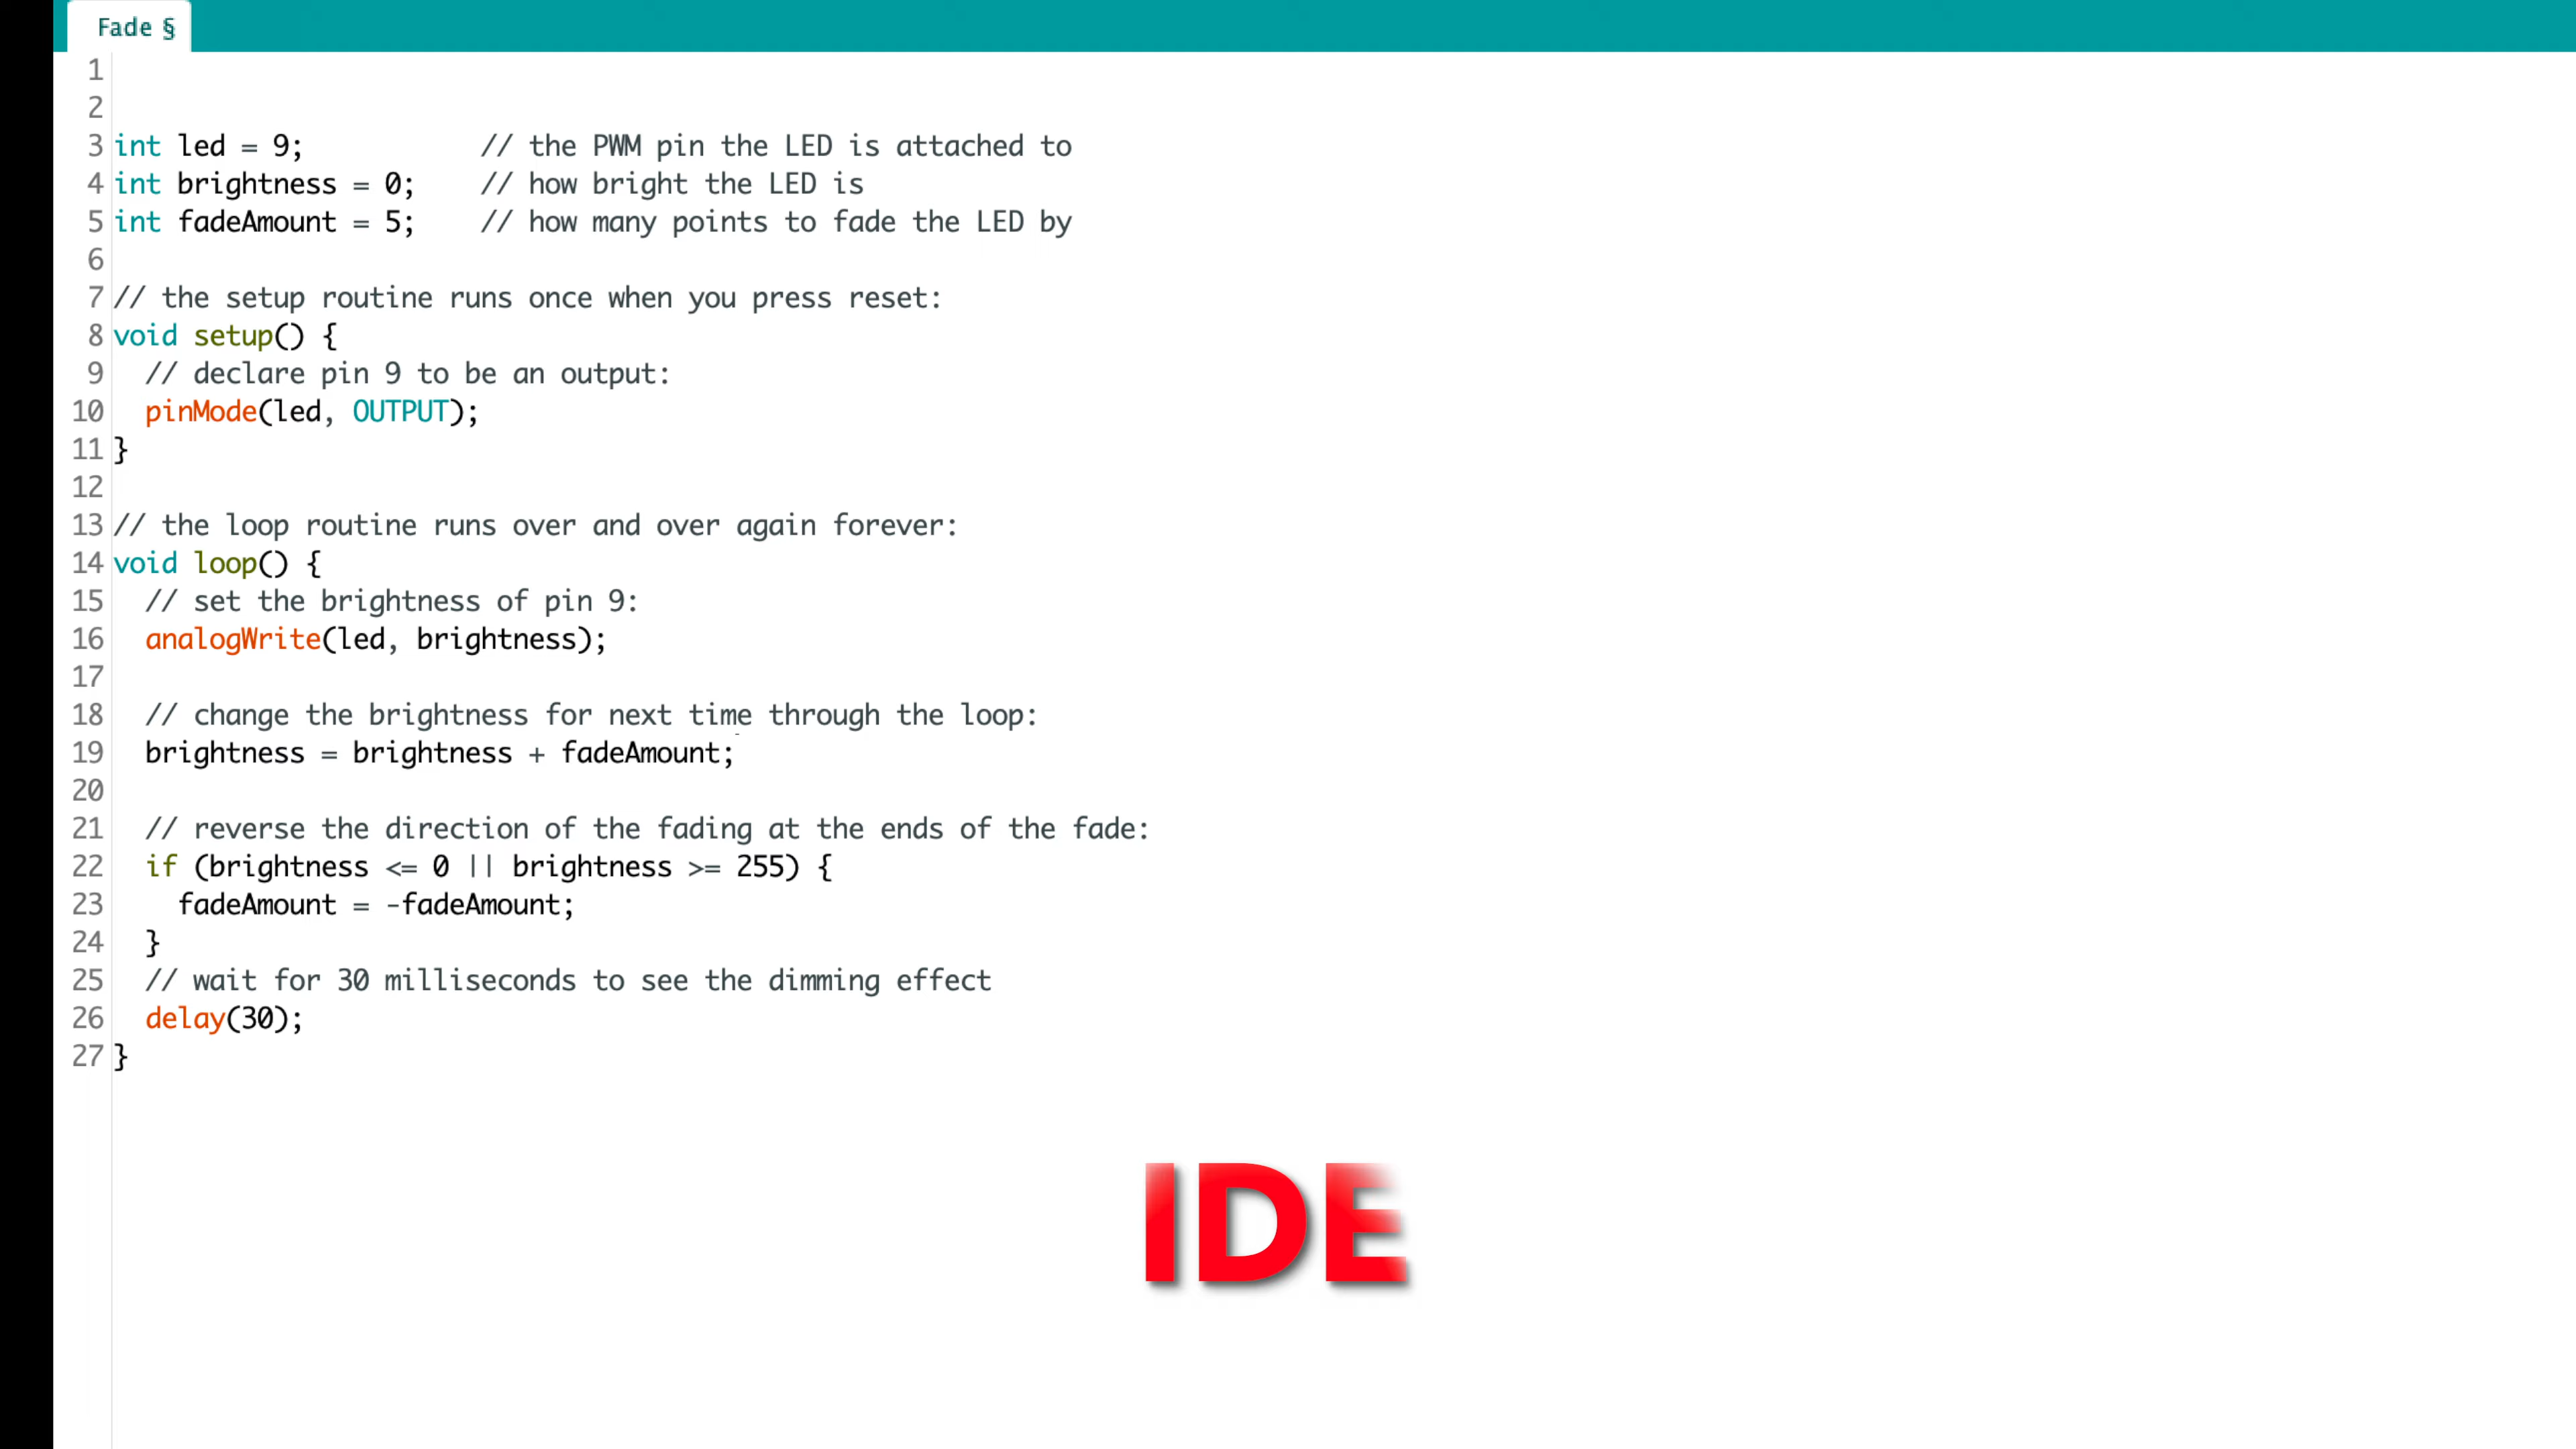 Fade §
1
2
3 int led = 9; // the PWM pin the LED is attached to
4 int brightness = 0; // how bright the LED is
5 int fadeAmount = 5; // how many points to fade the LED by
6
7 // the setup routine runs once when you press reset:
8 void setup() {
9 // declare pin 9 to be an output:
10 pinMode(led, OUTPUT);
11 }
12
13 // the loop routine runs over and over again forever:
14 void loop() {
15 // set the brightness of pin 9:
16 analogWrite(led, brightness);
17
18 // change the brightness for next time through the loop:
19 brightness = brightness + fadeAmount;
20
21 // reverse the direction of the fading at the ends of the fade:
22 if (brightness <= 0 || brightness >= 255) {
23 fadeAmount = -fadeAmount;
24 }
25 // wait for 30 milliseconds to see the dimming effect
26 delay(30);
27 }
IDE